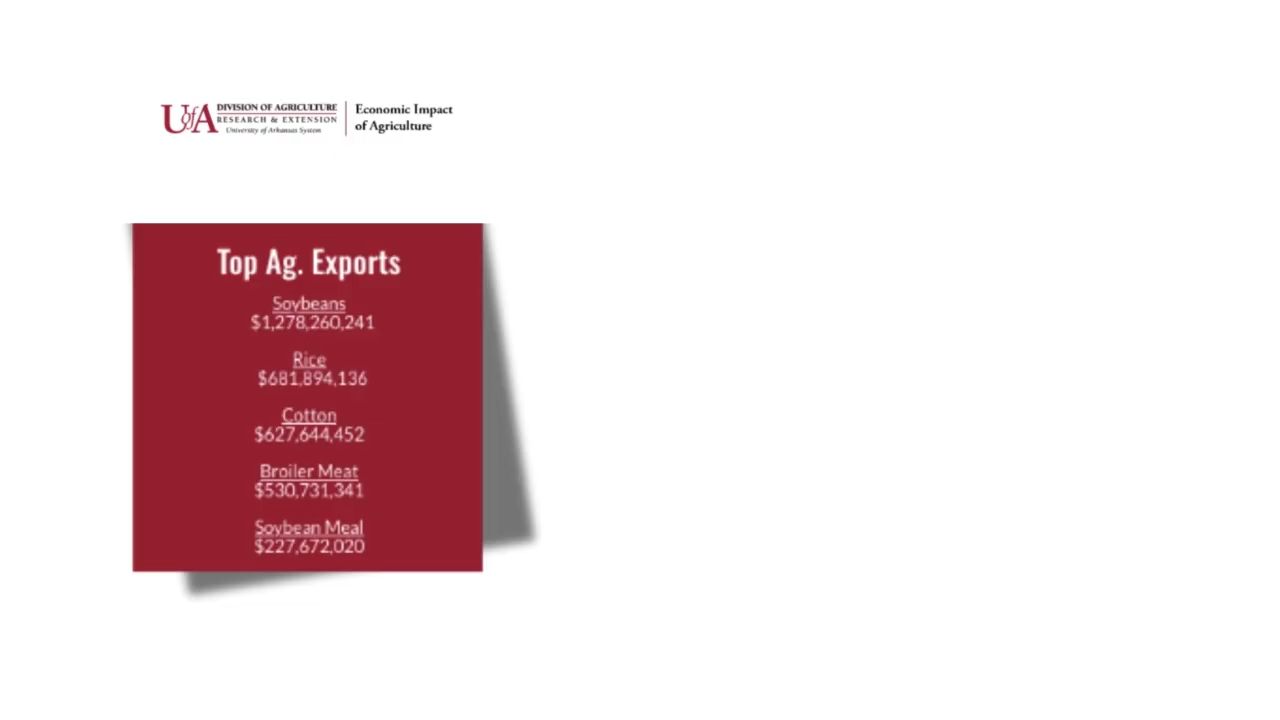 UofA DIVISION OF AGRICULTURE
RESEARCH & EXTENSION
University of Arkansas System
Economic Impact
of Agriculture
Top Ag. Exports
Soybeans
$1,278,260,241
Rice
$681,894,136
Cotton
$627,644,452
Broiler Meat
$530,731,341
Soybean Meal
$227,672,020